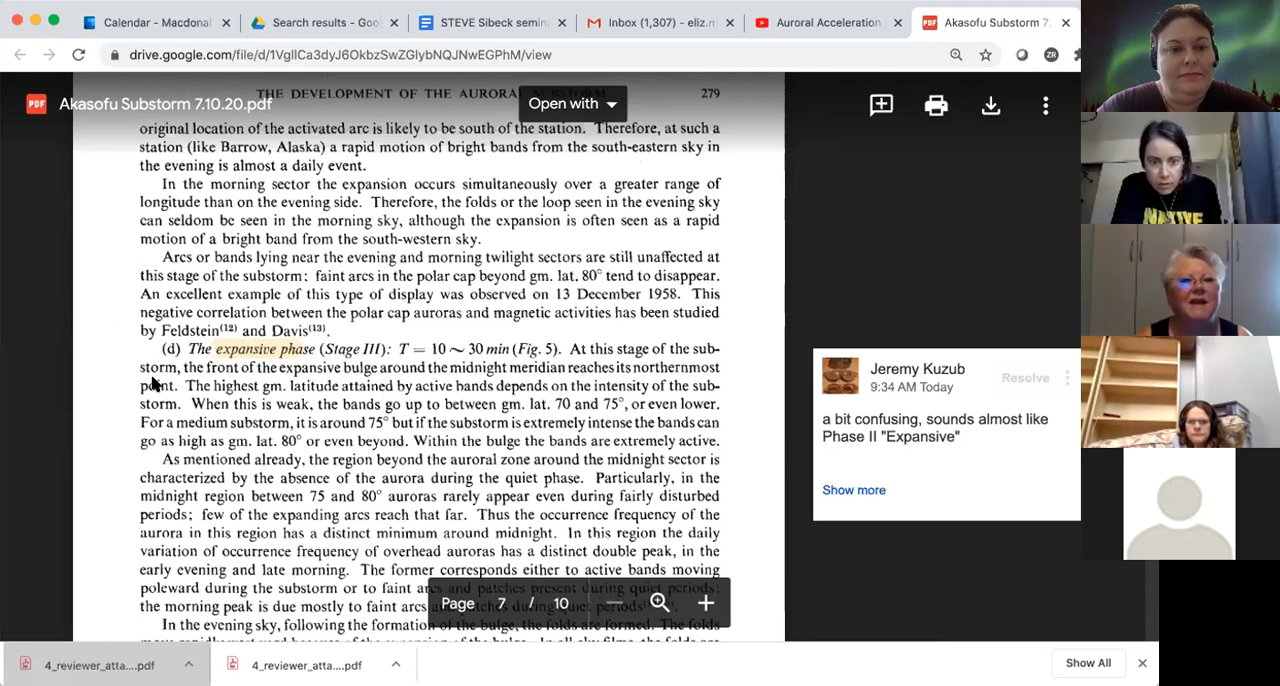 Calendar - Macdonal
Search results - Goo
STEVE Sibeck semin
Inbox (1,307) - eliz.m
Auroral Acceleration
Akasofu Substorm 7.
drive.google.com/file/d/1VgllCa3dyJ6OkbzSwZGlybNQJNwEGPhM/view
ZR
PDF Akasofu Substorm 7.10.20.pdf
Open with
THE DEVELOPMENT OF THE AURORAL 279
original location of the activated arc is likely to be south of the station. Therefore, at such a
station (like Barrow, Alaska) a rapid motion of bright bands from the south-eastern sky in
the evening is almost a daily event.
In the morning sector the expansion occurs simultaneously over a greater range of
longitude than on the evening side. Therefore, the folds or the loop seen in the evening sky
can seldom be seen in the morning sky, although the expansion is often seen as a rapid
motion of a bright band from the south-western sky.
Arcs or bands lying near the evening and morning twilight sectors are still unaffected at
this stage of the substorm; faint arcs in the polar cap beyond gm. lat. 80° tend to disappear.
An excellent example of this type of display was observed on 13 December 1958. This
negative correlation between the polar cap auroras and magnetic activities has been studied
by Feldstein(12) and Davis(13).
(d) The expansive phase (Stage III): T = 10 ~ 30 min (Fig. 5). At this stage of the sub-
storm, the front of the expansive bulge around the midnight meridian reaches its northernmost
point. The highest gm. latitude attained by active bands depends on the intensity of the sub-
storm. When this is weak, the bands go up to between gm. lat. 70 and 75°, or even lower.
For a medium substorm, it is around 75° but if the substorm is extremely intense the bands can
go as high as gm. lat. 80° or even beyond. Within the bulge the bands are extremely active.
As mentioned already, the region beyond the auroral zone around the midnight sector is
characterized by the absence of the aurora during the quiet phase. Particularly, in the
midnight region between 75 and 80° auroras rarely appear even during fairly disturbed
periods; few of the expanding arcs reach that far. Thus the occurrence frequency of the
aurora in this region has a distinct minimum around midnight. In this region the daily
variation of occurrence frequency of overhead auroras has a distinct double peak, in the
early evening and late morning. The former corresponds either to active bands moving
poleward during the substorm or to faint arcs and patches present during quiet periods;
the morning peak is due mostly to faint arcs and patches during quiet periods
In the evening sky, following the formation of the bulge, the folds are formed. The folds
Page 7 / 10
Jeremy Kuzub
9:34 AM Today
Resolve
a bit confusing, sounds almost like
Phase II "Expansive"
Show more
NATIVE
4_reviewer_atta....pdf
4_reviewer_atta....pdf
Show All